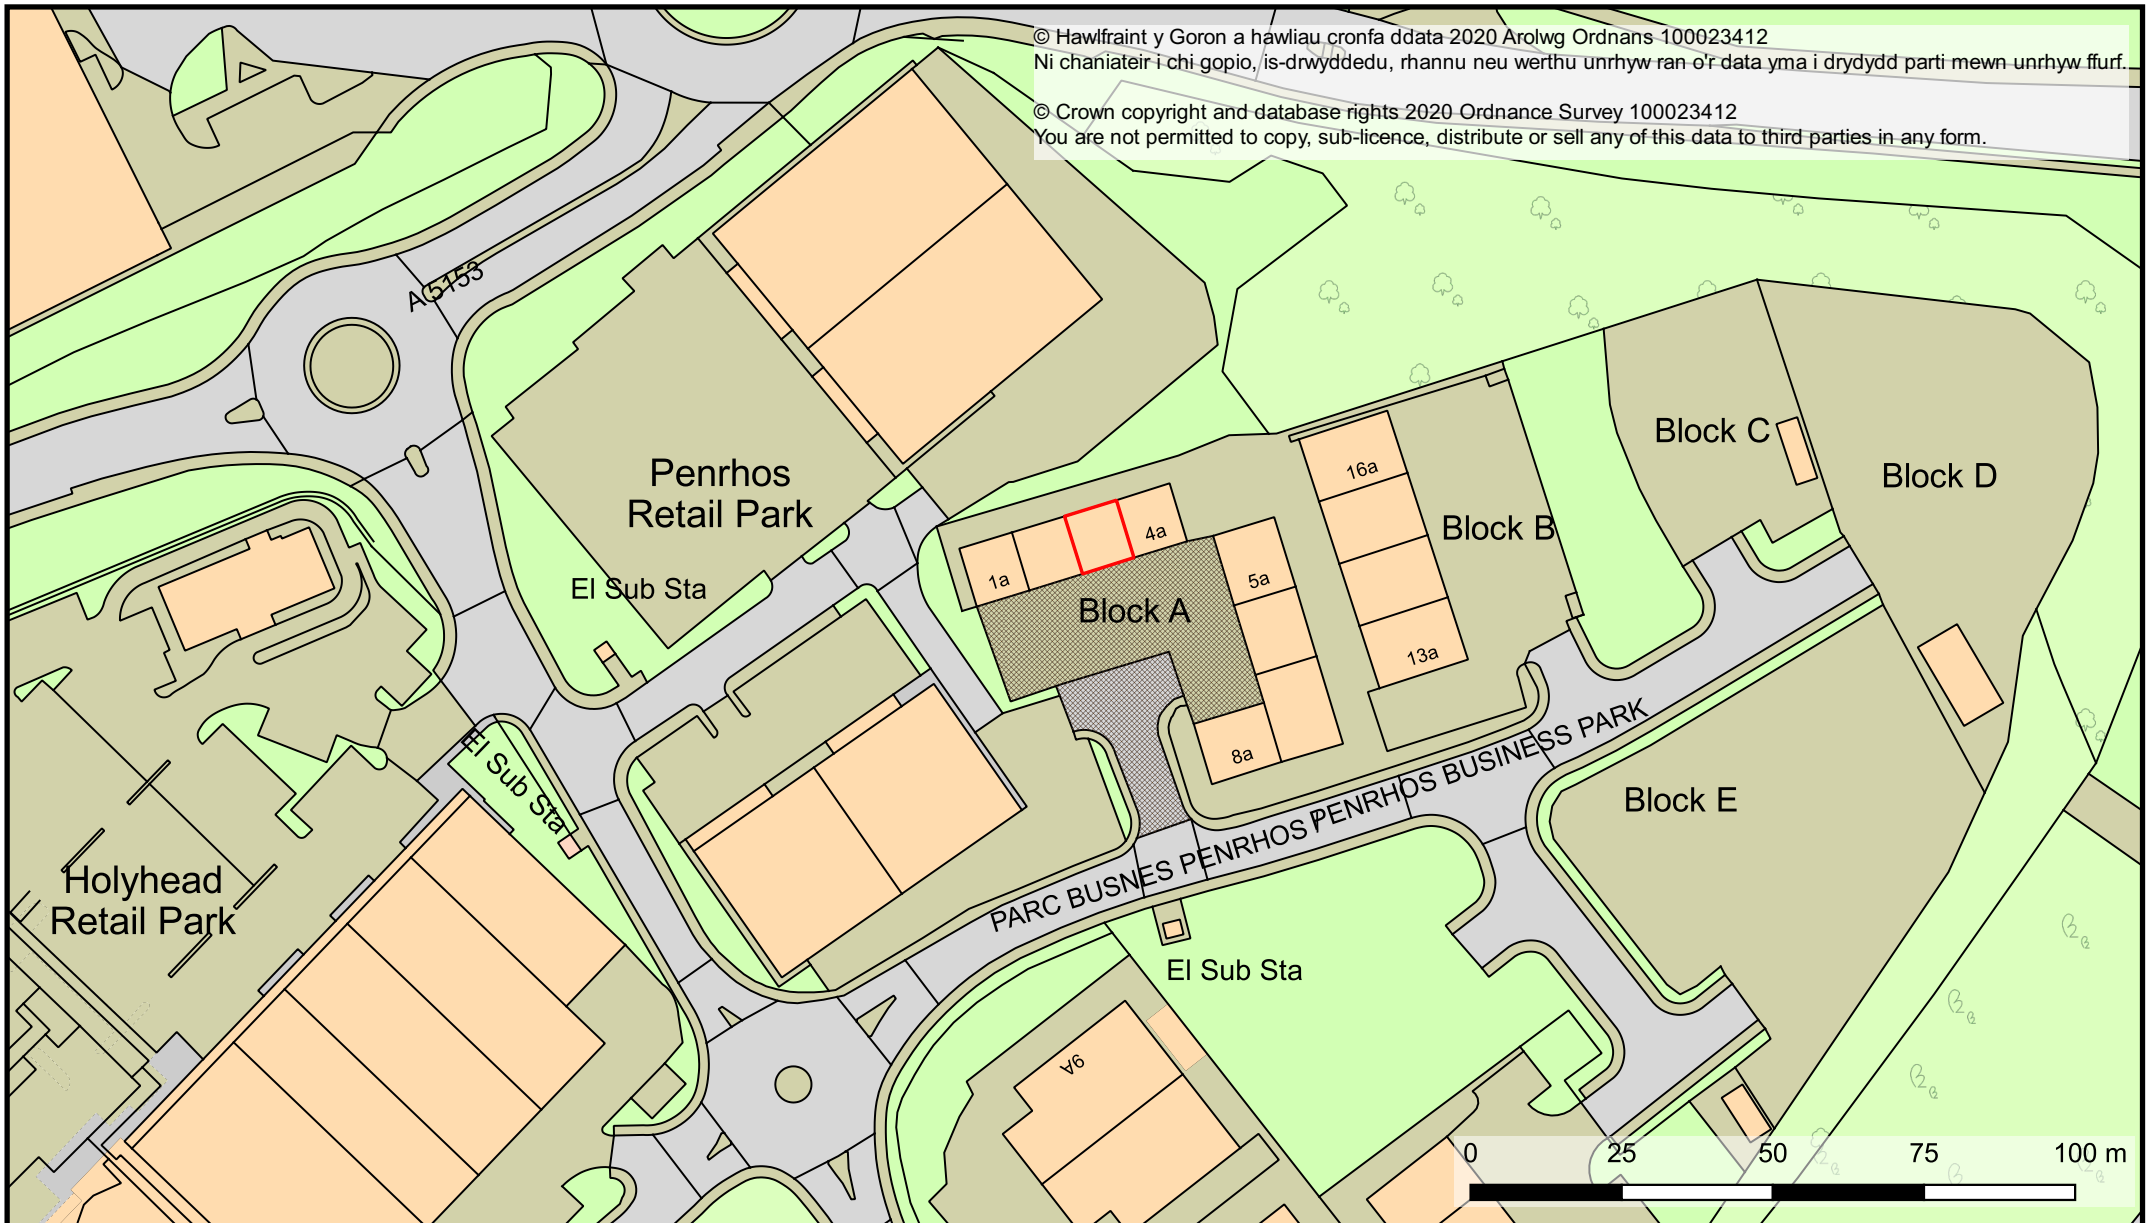 © Hawlfraint y Goron a hawliau cronfa ddata 2020 Arolwg Ordnans 100023412
Ni chaniateir i chi gopio, is-drwyddedu, rhannu neu werthu unrhyw ran o'r data yma i drydydd parti mewn unrhyw ffurf.
© Crown copyright and database rights 2020 Ordnance Survey 100023412
You are not permitted to copy, sub-licence, distribute or sell any of this data to third parties in any form.
A 5153
Penrhos
Retail Park
El Sub Sta
Block C
Block D
16a
Block B
4a
1a
5a
Block A
13a
8a
El Sub Sta
PARC BUSNES PENRHOS / PENRHOS BUSINESS PARK
Block E
Holyhead
Retail Park
El Sub Sta
9A
0 25 50 75 100 m